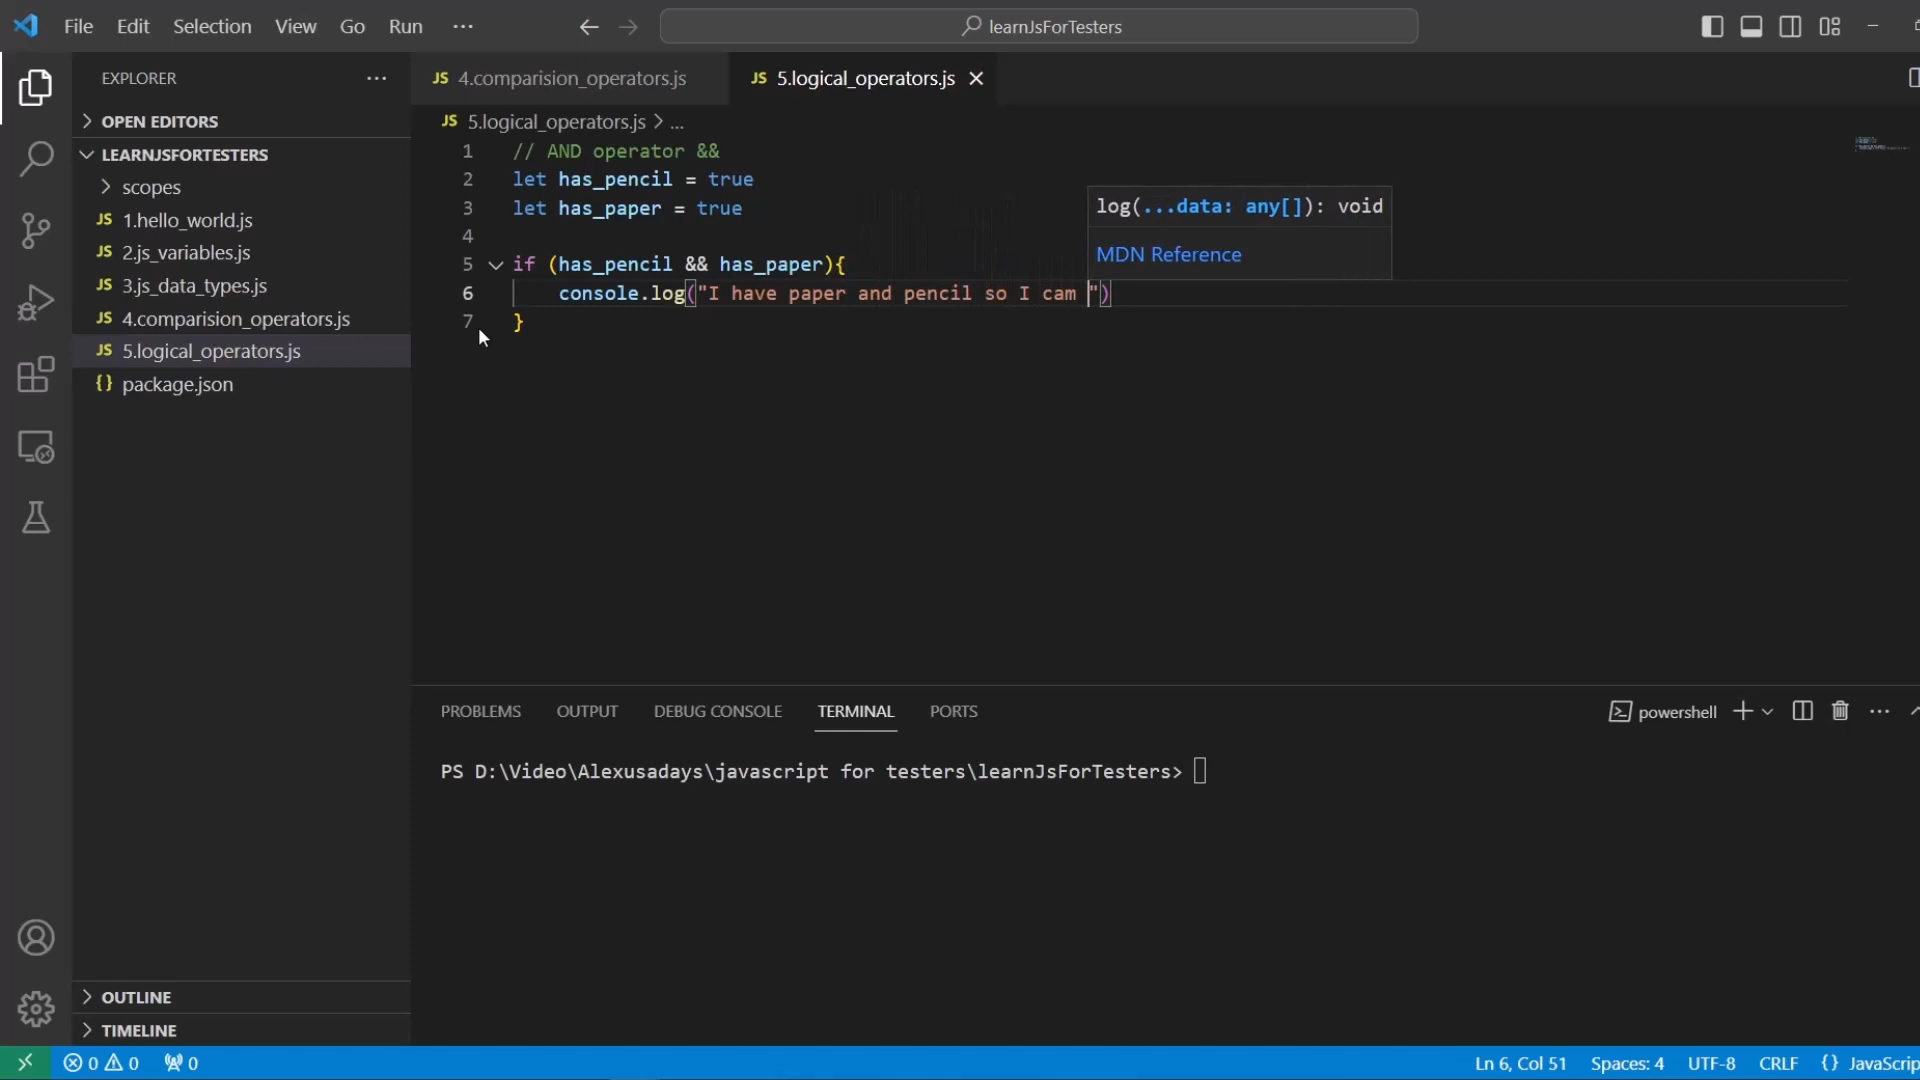 File Edit Selection View Go Run ···
learnJsForTesters
EXPLORER ···
OPEN EDITORS
LEARNJSFORTESTERS
scopes
JS 1.hello_world.js
JS 2.js_variables.js
JS 3.js_data_types.js
JS 4.comparision_operators.js
JS 5.logical_operators.js
{} package.json
OUTLINE
TIMELINE
JS 4.comparision_operators.js JS 5.logical_operators.js
JS 5.logical_operators.js > ...
1 // AND operator &&
2 let has_pencil = true
3 let has_paper = true
4
5 if (has_pencil && has_paper){
6 console.log("I have paper and pencil so I cam ")
7 }
log(...data: any[]): void
MDN Reference
PROBLEMS OUTPUT DEBUG CONSOLE TERMINAL PORTS
powershell
PS D:\Video\Alexusadays\javascript for testers\learnJsForTesters>
0 0 0 Ln 6, Col 51 Spaces: 4 UTF-8 CRLF {} JavaScrip